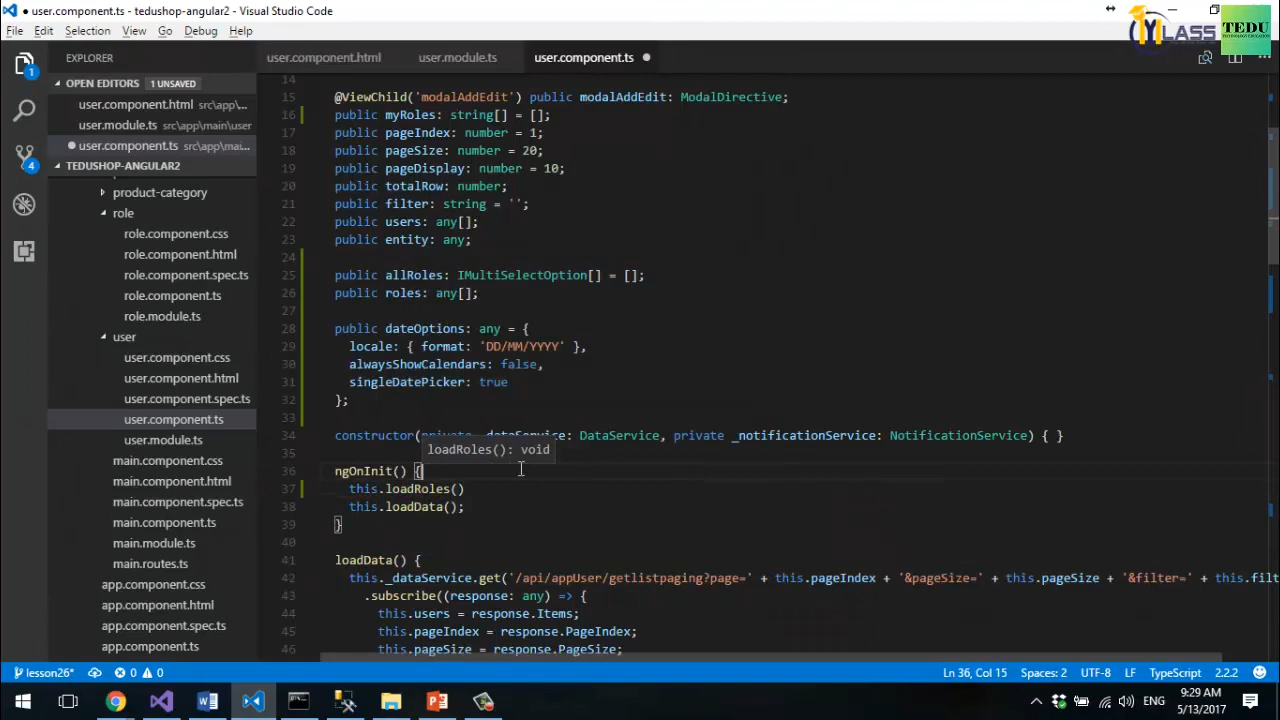 user.component.ts - tedushop-angular2 - Visual Studio Code
File Edit Selection View Go Debug Help
CMLASS
TEDU
EXPLORER
user.component.html user.module.ts user.component.ts
OPEN EDITORS 1 UNSAVED
user.component.html src\app\...
user.module.ts src\app\main\user
user.component.ts src\app\mai...
TEDUSHOP-ANGULAR2
product-category
role
role.component.css
role.component.html
role.component.spec.ts
role.component.ts
role.module.ts
user
user.component.css
user.component.html
user.component.spec.ts
user.component.ts
user.module.ts
main.component.css
main.component.html
main.component.spec.ts
main.component.ts
main.module.ts
main.routes.ts
app.component.css
app.component.html
app.component.spec.ts
app.component.ts
14
15 @ViewChild('modalAddEdit') public modalAddEdit: ModalDirective;
16 public myRoles: string[] = [];
17 public pageIndex: number = 1;
18 public pageSize: number = 20;
19 public pageDisplay: number = 10;
20 public totalRow: number;
21 public filter: string = '';
22 public users: any[];
23 public entity: any;
24
25 public allRoles: IMultiSelectOption[] = [];
26 public roles: any[];
27
28 public dateOptions: any = {
29 locale: { format: 'DD/MM/YYYY' },
30 alwaysShowCalendars: false,
31 singleDatePicker: true
32 };
33
34 constructor(private _dataService: DataService, private _notificationService: NotificationService) { }
35
loadRoles(): void
36 ngOnInit() {
37 this.loadRoles()
38 this.loadData();
39 }
40
41 loadData() {
42 this._dataService.get('/api/appUser/getlistpaging?page=' + this.pageIndex + '&pageSize=' + this.pageSize + '&filter=' + this.filt
43 .subscribe((response: any) => {
44 this.users = response.Items;
45 this.pageIndex = response.PageIndex;
46 this.pageSize = response.PageSize;
lesson26* 0 0 Ln 36, Col 15 Spaces: 2 UTF-8 LF TypeScript 2.2.2
ENG
9:29 AM
5/13/2017
1
4